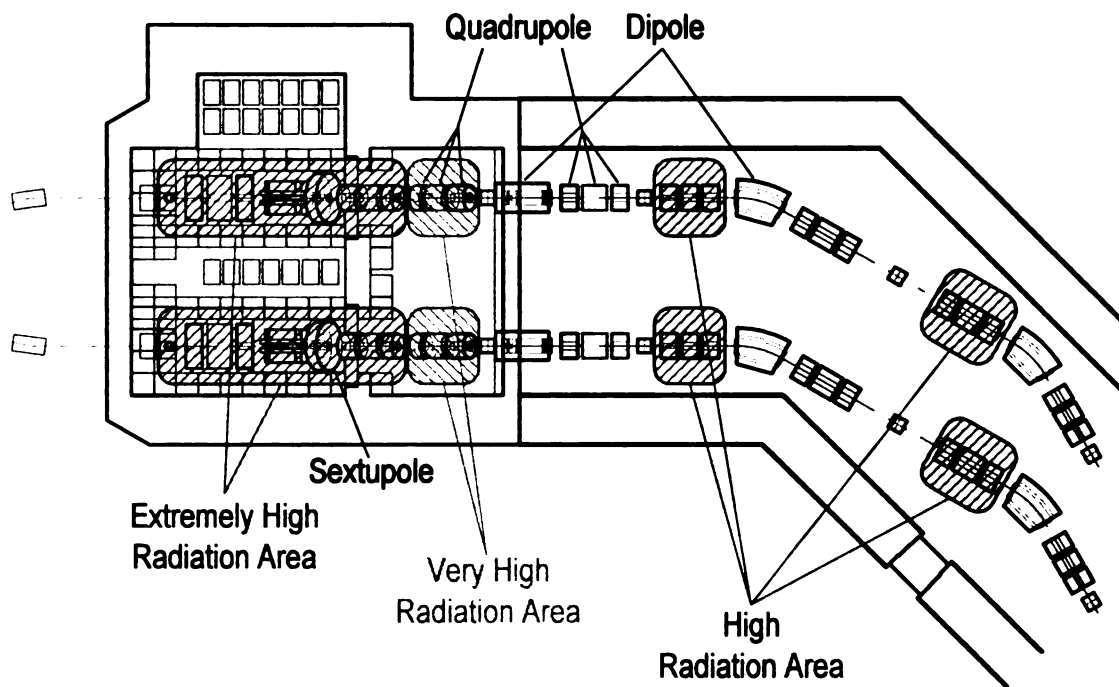 Quadrupole Dipole
Sextupole
Extremely High
Radiation Area
Very High
Radiation Area
High
Radiation Area